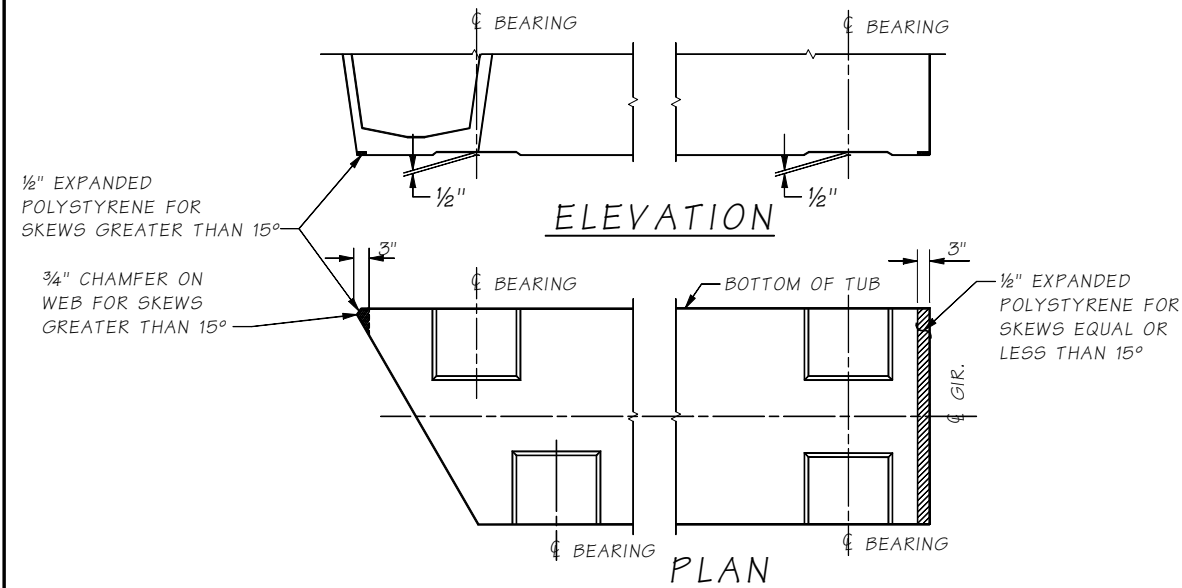 ℄ BEARING
℄ BEARING
½"
½"
½" EXPANDED
POLYSTYRENE FOR
SKEWS GREATER THAN 15º
ELEVATION
3"
3"
¾" CHAMFER ON
WEB FOR SKEWS
GREATER THAN 15º
℄ BEARING
BOTTOM OF TUB
½" EXPANDED
POLYSTYRENE FOR
SKEWS EQUAL OR
LESS THAN 15º
℄ GIR.
℄ BEARING
℄ BEARING
PLAN